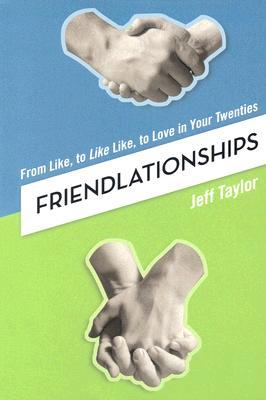 From Like, to Like Like, to Love in Your Twenties
FRIENDLATIONSHIPS
Jeff Taylor